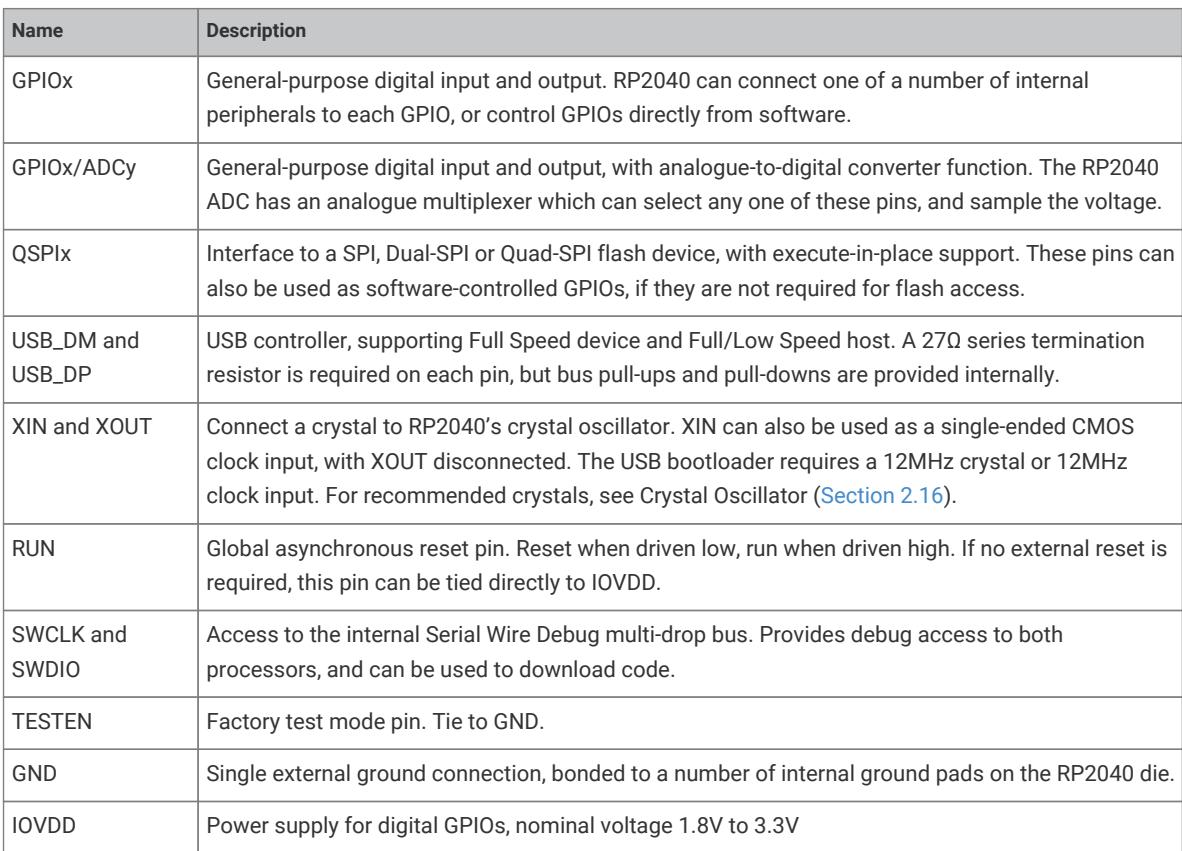 Name Description
GPIOx General-purpose digital input and output. RP2040 can connect one of a number of internal
peripherals to each GPIO, or control GPIOs directly from software.
GPIOx/ADCy General-purpose digital input and output, with analogue-to-digital converter function. The RP2040
ADC has an analogue multiplexer which can select any one of these pins, and sample the voltage.
QSPIx Interface to a SPI, Dual-SPI or Quad-SPI flash device, with execute-in-place support. These pins can
also be used as software-controlled GPIOs, if they are not required for flash access.
USB_DM and USB controller, supporting Full Speed device and Full/Low Speed host. A 27Ω series termination
USB_DP resistor is required on each pin, but bus pull-ups and pull-downs are provided internally.
XIN and XOUT Connect a crystal to RP2040’s crystal oscillator. XIN can also be used as a single-ended CMOS
clock input, with XOUT disconnected. The USB bootloader requires a 12MHz crystal or 12MHz
clock input. For recommended crystals, see Crystal Oscillator (Section 2.16).
RUN Global asynchronous reset pin. Reset when driven low, run when driven high. If no external reset is
required, this pin can be tied directly to IOVDD.
SWCLK and Access to the internal Serial Wire Debug multi-drop bus. Provides debug access to both
SWDIO processors, and can be used to download code.
TESTEN Factory test mode pin. Tie to GND.
GND Single external ground connection, bonded to a number of internal ground pads on the RP2040 die.
IOVDD Power supply for digital GPIOs, nominal voltage 1.8V to 3.3V